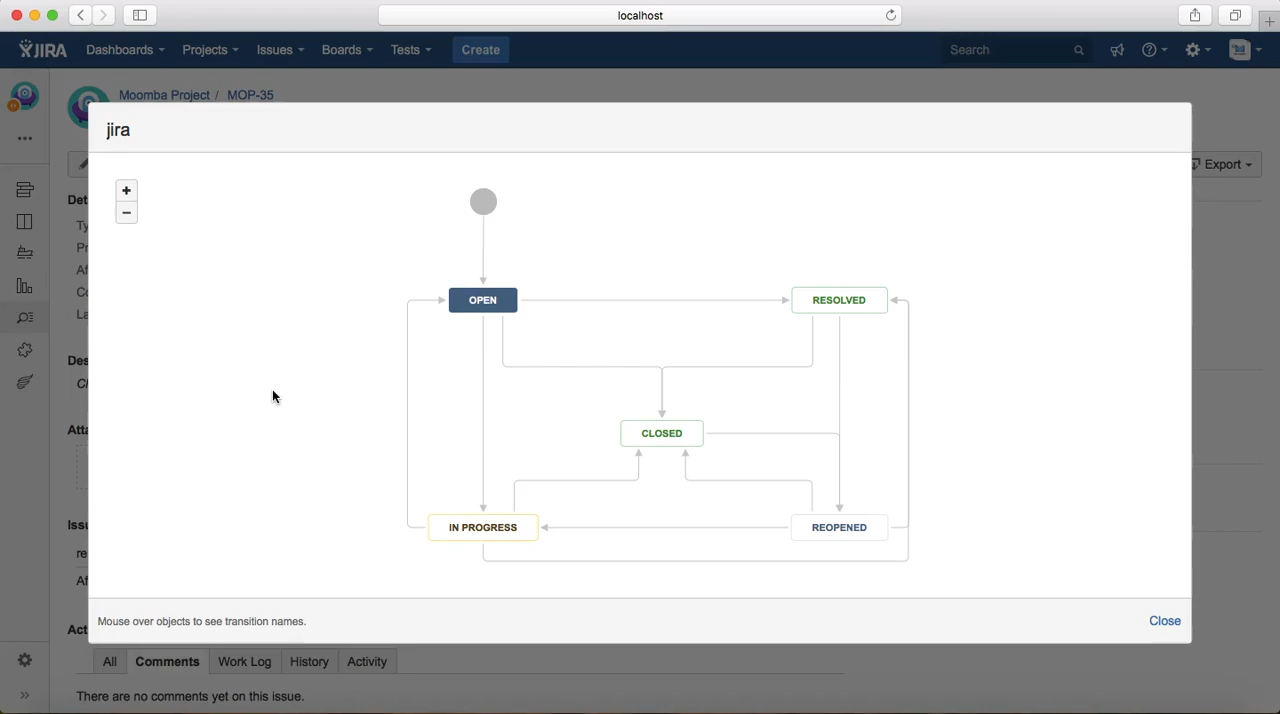 localhost
JIRA Dashboards Projects Issues Boards Tests Create Search
Moomba Project / MOP-35
jira
Export
+
−
OPEN
RESOLVED
CLOSED
IN PROGRESS
REOPENED
Mouse over objects to see transition names.
Close
All Comments Work Log History Activity
There are no comments yet on this issue.